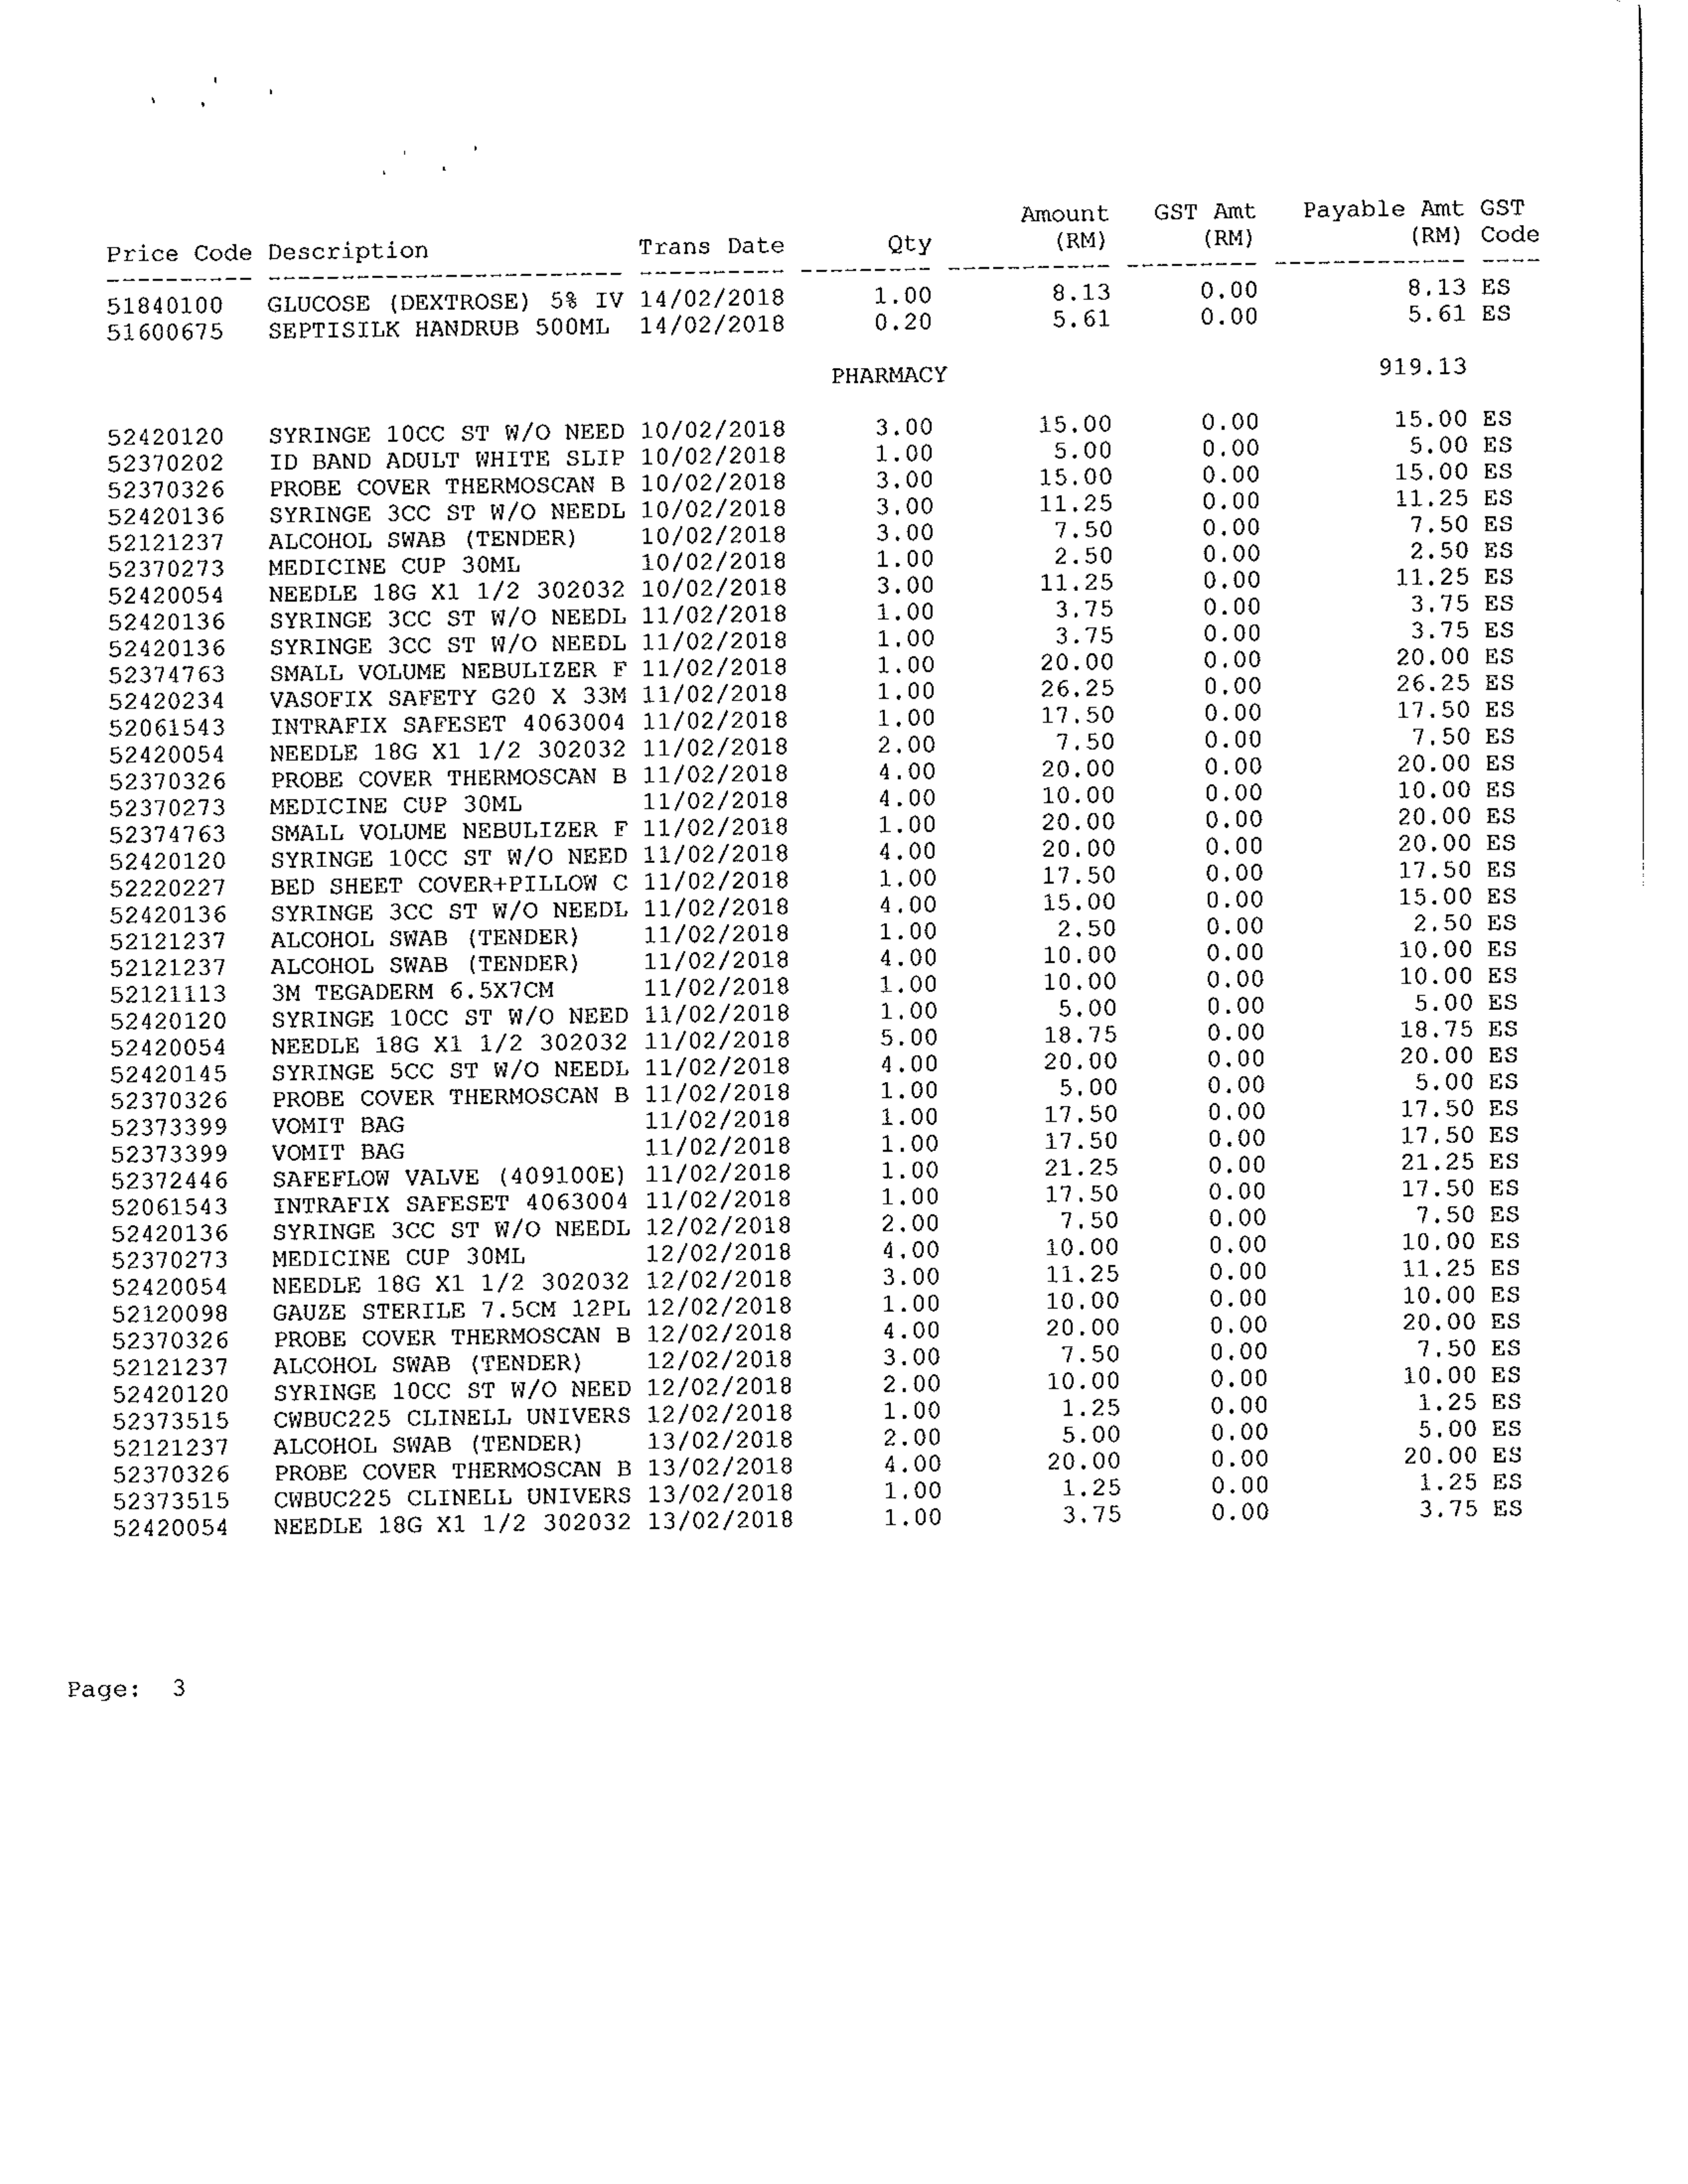 Amount GST Amt Payable Amt GST
Price Code Description Trans Date Qty (RM) (RM) (RM) Code
---------- ------------------------ ---------- --------- ----------- --------- ------------- ----
51840100 GLUCOSE (DEXTROSE) 5% IV 14/02/2018 1.00 8.13 0.00 8.13 ES
51600675 SEPTISILK HANDRUB 500ML 14/02/2018 0.20 5.61 0.00 5.61 ES
PHARMACY 919.13
52420120 SYRINGE 10CC ST W/O NEED 10/02/2018 3.00 15.00 0.00 15.00 ES
52370202 ID BAND ADULT WHITE SLIP 10/02/2018 1.00 5.00 0.00 5.00 ES
52370326 PROBE COVER THERMOSCAN B 10/02/2018 3.00 15.00 0.00 15.00 ES
52420136 SYRINGE 3CC ST W/O NEEDL 10/02/2018 3.00 11.25 0.00 11.25 ES
52121237 ALCOHOL SWAB (TENDER) 10/02/2018 3.00 7.50 0.00 7.50 ES
52370273 MEDICINE CUP 30ML 10/02/2018 1.00 2.50 0.00 2.50 ES
52420054 NEEDLE 18G X1 1/2 302032 10/02/2018 3.00 11.25 0.00 11.25 ES
52420136 SYRINGE 3CC ST W/O NEEDL 11/02/2018 1.00 3.75 0.00 3.75 ES
52420136 SYRINGE 3CC ST W/O NEEDL 11/02/2018 1.00 3.75 0.00 3.75 ES
52374763 SMALL VOLUME NEBULIZER F 11/02/2018 1.00 20.00 0.00 20.00 ES
52420234 VASOFIX SAFETY G20 X 33M 11/02/2018 1.00 26.25 0.00 26.25 ES
52061543 INTRAFIX SAFESET 4063004 11/02/2018 1.00 17.50 0.00 17.50 ES
52420054 NEEDLE 18G X1 1/2 302032 11/02/2018 2.00 7.50 0.00 7.50 ES
52370326 PROBE COVER THERMOSCAN B 11/02/2018 4.00 20.00 0.00 20.00 ES
52370273 MEDICINE CUP 30ML 11/02/2018 4.00 10.00 0.00 10.00 ES
52374763 SMALL VOLUME NEBULIZER F 11/02/2018 1.00 20.00 0.00 20.00 ES
52420120 SYRINGE 10CC ST W/O NEED 11/02/2018 4.00 20.00 0.00 20.00 ES
52220227 BED SHEET COVER+PILLOW C 11/02/2018 1.00 17.50 0.00 17.50 ES
52420136 SYRINGE 3CC ST W/O NEEDL 11/02/2018 4.00 15.00 0.00 15.00 ES
52121237 ALCOHOL SWAB (TENDER) 11/02/2018 1.00 2.50 0.00 2.50 ES
52121237 ALCOHOL SWAB (TENDER) 11/02/2018 4.00 10.00 0.00 10.00 ES
52121113 3M TEGADERM 6.5X7CM 11/02/2018 1.00 10.00 0.00 10.00 ES
52420120 SYRINGE 10CC ST W/O NEED 11/02/2018 1.00 5.00 0.00 5.00 ES
52420054 NEEDLE 18G X1 1/2 302032 11/02/2018 5.00 18.75 0.00 18.75 ES
52420145 SYRINGE 5CC ST W/O NEEDL 11/02/2018 4.00 20.00 0.00 20.00 ES
52370326 PROBE COVER THERMOSCAN B 11/02/2018 1.00 5.00 0.00 5.00 ES
52373399 VOMIT BAG 11/02/2018 1.00 17.50 0.00 17.50 ES
52373399 VOMIT BAG 11/02/2018 1.00 17.50 0.00 17.50 ES
52372446 SAFEFLOW VALVE (409100E) 11/02/2018 1.00 21.25 0.00 21.25 ES
52061543 INTRAFIX SAFESET 4063004 11/02/2018 1.00 17.50 0.00 17.50 ES
52420136 SYRINGE 3CC ST W/O NEEDL 12/02/2018 2.00 7.50 0.00 7.50 ES
52370273 MEDICINE CUP 30ML 12/02/2018 4.00 10.00 0.00 10.00 ES
52420054 NEEDLE 18G X1 1/2 302032 12/02/2018 3.00 11.25 0.00 11.25 ES
52120098 GAUZE STERILE 7.5CM 12PL 12/02/2018 1.00 10.00 0.00 10.00 ES
52370326 PROBE COVER THERMOSCAN B 12/02/2018 4.00 20.00 0.00 20.00 ES
52121237 ALCOHOL SWAB (TENDER) 12/02/2018 3.00 7.50 0.00 7.50 ES
52420120 SYRINGE 10CC ST W/O NEED 12/02/2018 2.00 10.00 0.00 10.00 ES
52373515 CWBUC225 CLINELL UNIVERS 12/02/2018 1.00 1.25 0.00 1.25 ES
52121237 ALCOHOL SWAB (TENDER) 13/02/2018 2.00 5.00 0.00 5.00 ES
52370326 PROBE COVER THERMOSCAN B 13/02/2018 4.00 20.00 0.00 20.00 ES
52373515 CWBUC225 CLINELL UNIVERS 13/02/2018 1.00 1.25 0.00 1.25 ES
52420054 NEEDLE 18G X1 1/2 302032 13/02/2018 1.00 3.75 0.00 3.75 ES
Page: 3